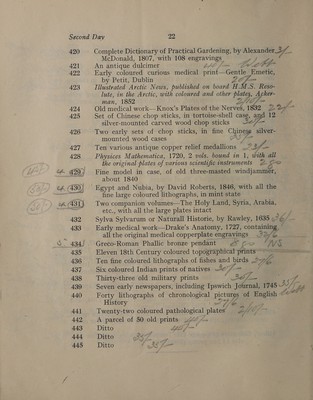 Second Day 22
420 Complete Dictionary of Practical Gardening, by Alexander
McDonald, 1807, with 108 engravings
421 An antique dulcimer
422 Early coloured curious medical print—Gentle Emetic,
by Petit, Dublin
423 Illustrated Arctic News, published on board H.M.S. Reso-
lute, in the Arctic, with coloured and other plates, Acker-
man, 1852
424 Old medical work—Knox's Plates of the Nerves, 1832
425 Set of Chinese chop sticks, in tortoise-shell case, and 12
silver-mounted carved wood chop sticks
426 Two early sets of chop sticks, in fine Chinese silver-
mounted wood cases
427 Ten various antique copper relief medallions
428 Physices Mathematica, 1720, 2 vols. bound in 1, with all
the original plates of various scientific instruments
429 Fine model in case, of old three-masted windjammer,
about 1840
430 Egypt and Nubia, by David Roberts, 1846, with all the
fine large coloured lithographs, in mint state
431 Two companion volumes—The Holy Land, Syria, Arabia,
etc., with all the large plates intact
432 Sylva Sylvarum or Naturall Historie, by Rawley, 1635
433 Early medical work—Drake's Anatomy, 1727, containing
all the original medical copperplate engravings
434 Greco-Roman Phallic bronze pendant
435 Eleven 18th Century coloured topographical prints
436 Ten fine coloured lithographs of fishes and birds
437 Six coloured Indian prints of natives
438 Thirty-three old military prints
439 Seven early newspapers, including Ipswich Journal, 1745
440 Forty lithographs of chronological pictures of English
History
441 Twenty-two coloured pathological plates
442 A parcel of 50 old prints
443 Ditto
444 Ditto
445 Ditto